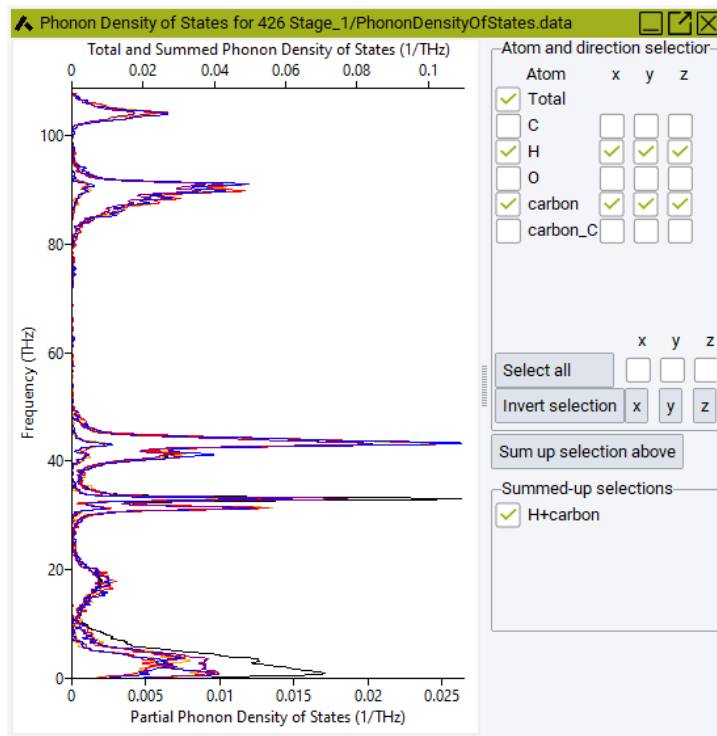 Phonon Density of States for 426 Stage_1/PhononDensityOfStates.data
Total and Summed Phonon Density of States (1/THz)
0 0.02 0.04 0.06 0.08 0.1
100
80
60
40
20
0
Frequency (THz)
0 0.005 0.01 0.015 0.02 0.025
Partial Phonon Density of States (1/THz)
Atom and direction selection
Atom x y z
Total
C
H
O
carbon
carbon_C
x y z
Select all
Invert selection x y z
Sum up selection above
Summed-up selections
H+carbon